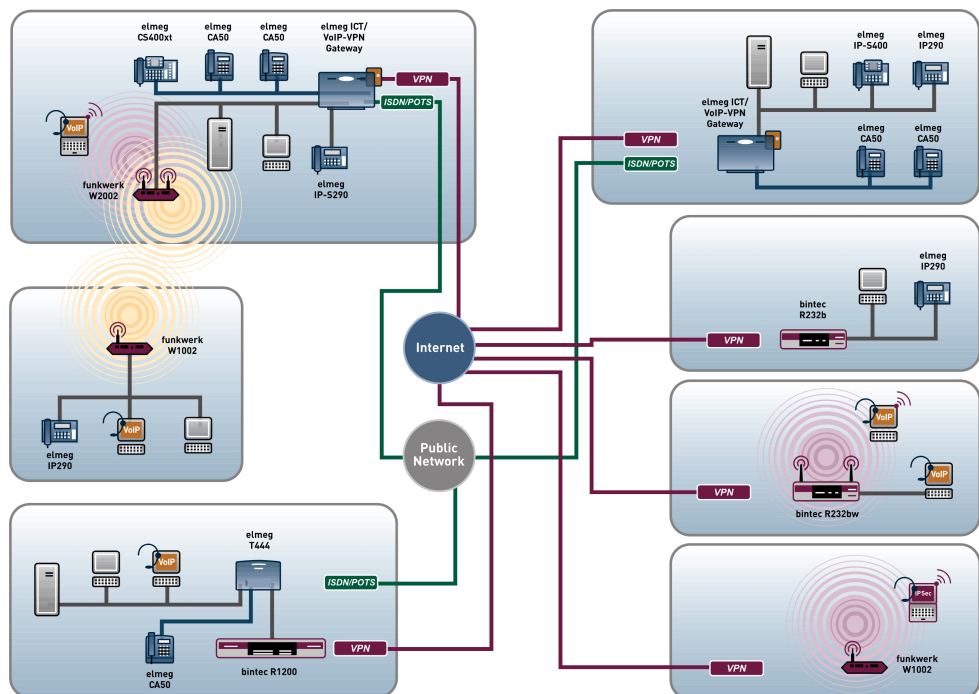 elmeg
CS400xt
elmeg
CA50
elmeg
CA50
elmeg ICT/
VoIP-VPN
Gateway
VPN
ISDN/POTS
VoIP
funkwerk
W2002
elmeg
IP-S290
elmeg
IP-S400
elmeg
IP290
elmeg ICT/
VoIP-VPN
Gateway
VPN
ISDN/POTS
elmeg
CA50
elmeg
CA50
funkwerk
W1002
elmeg
IP290
VoIP
Internet
Public
Network
elmeg
IP290
bintec
R232b
VPN
VoIP
VoIP
VPN
bintec R232bw
elmeg
T444
VoIP
ISDN/POTS
elmeg
CA50
bintec R1200
VPN
IPSec
VPN
funkwerk
W1002